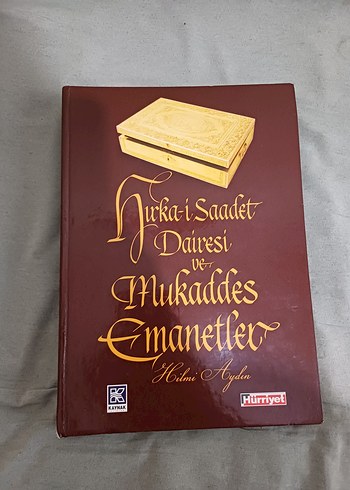 Hırka-i Saadet
Dairesi
ve
Mukaddes
Emanetler
Hilmi Aydın
KAYNAK
Hürriyet